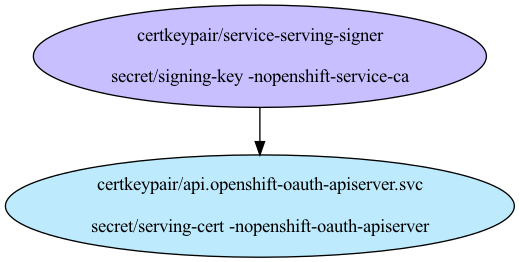 certkeypair/service-serving-signer
secret/signing-key -nopenshift-service-ca
certkeypair/api.openshift-oauth-apiserver.svc
secret/serving-cert -nopenshift-oauth-apiserver